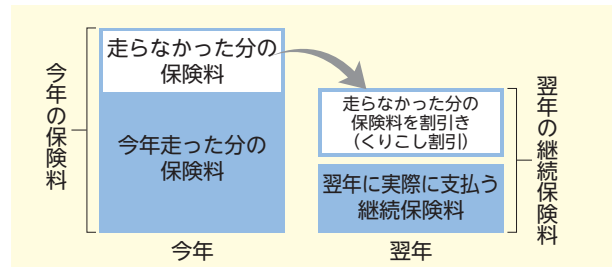 今年の保険料
走らなかった分の
保険料
今年走った分の
保険料
今年
走らなかった分の
保険料を割引き
（くりこし割引）
翌年に実際に支払う
継続保険料
翌年
翌年の継続保険料